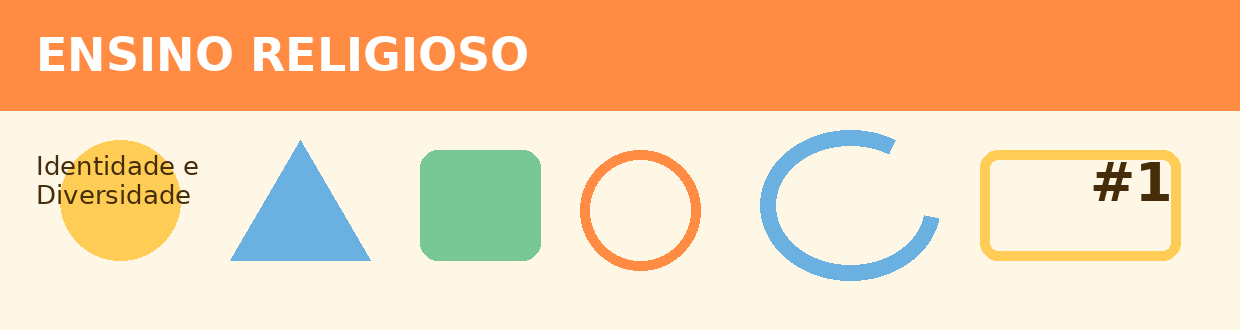 ENSINO RELIGIOSO
Identidade e
Diversidade
#1